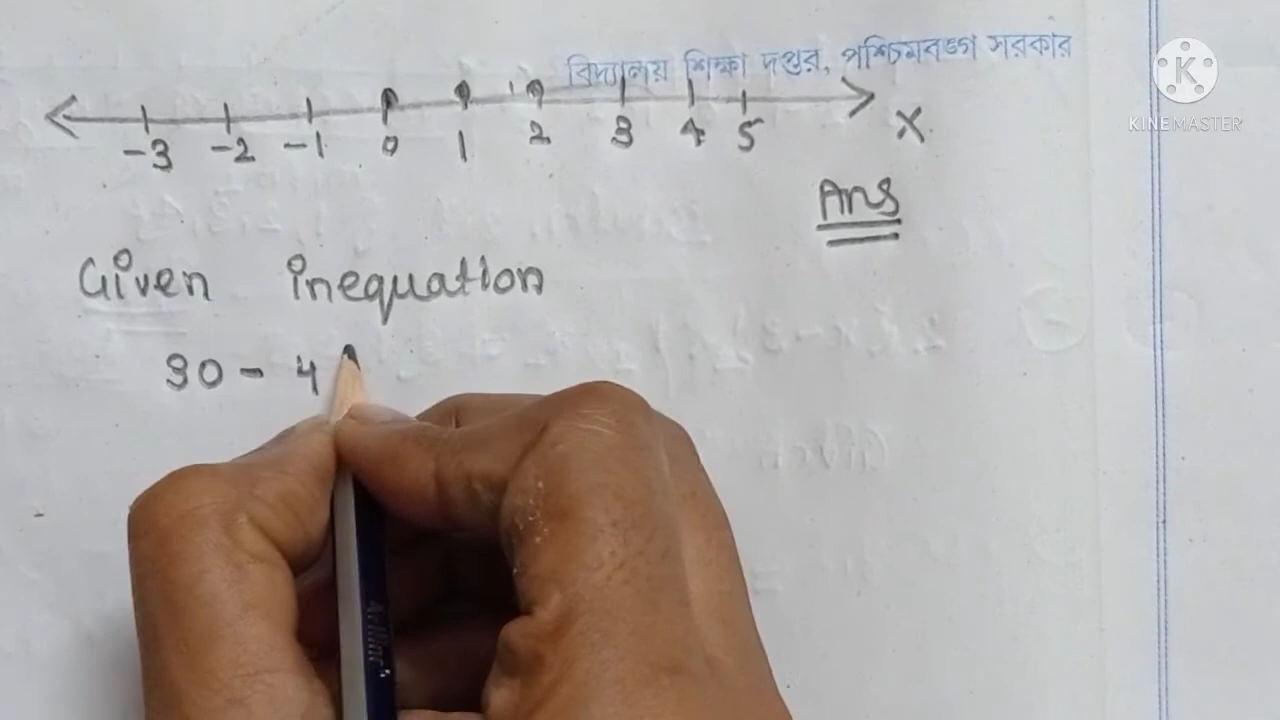 বিদ্যালয় শিক্ষা দপ্তর, পশ্চিমবঙ্গ সরকার
K
KINEMASTER
-3 -2 -1 0 1 2 3 4 5 X
Ans
Given inequation
30 - 4